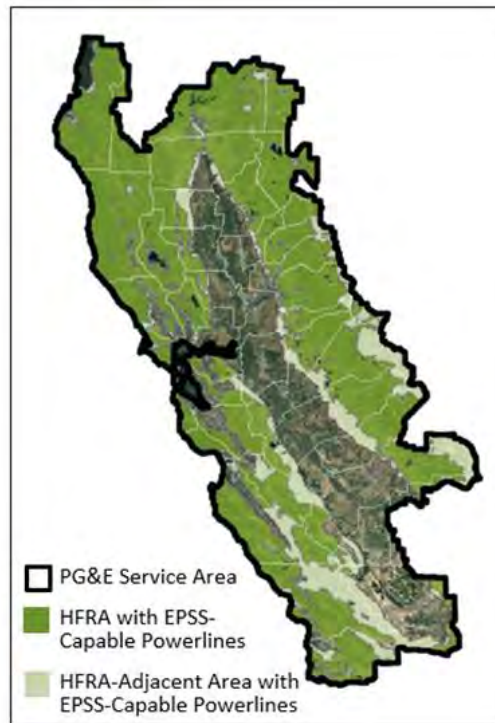 PG&E Service Area
HFRA with EPSS-
Capable Powerlines
HFRA-Adjacent Area with
EPSS-Capable Powerlines